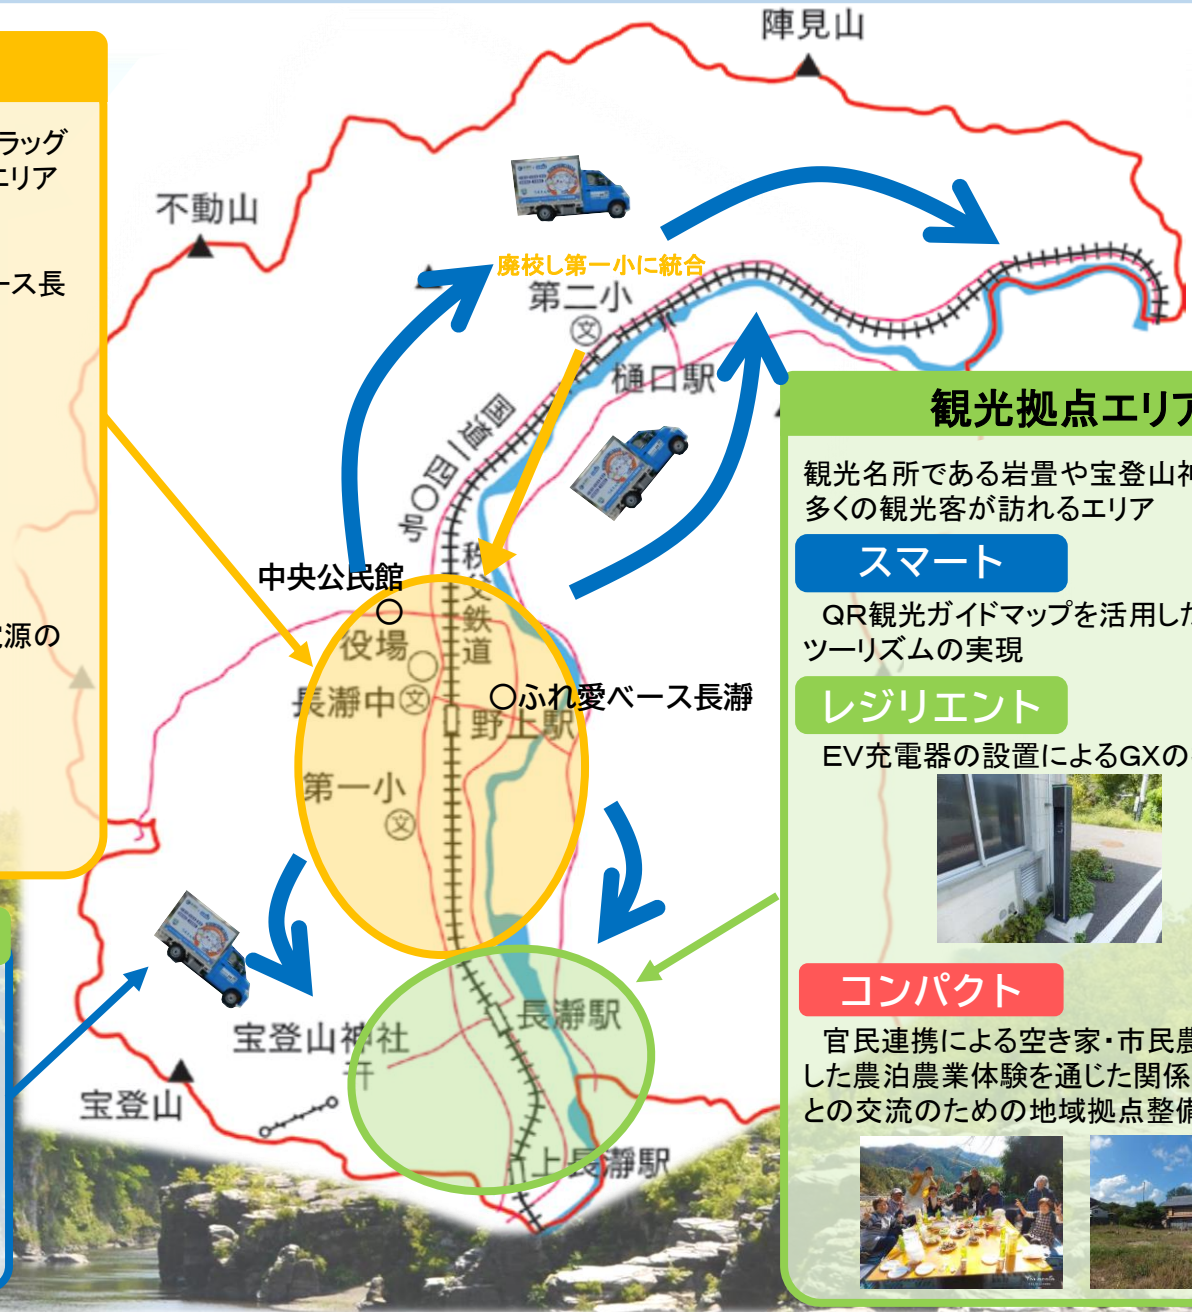 陣見山
ラッグ
エリア
不動山
ース長
廃校し第一小に統合
第二小
文
樋口駅
国道一四〇号
秩父鉄道
中央公民館
役場
源の
長瀞中
文
ふれ愛ベース長瀞
野上駅
第一小
文
長瀞駅
宝登山神社
宝登山
上長瀞駅
観光拠点エリア
観光名所である岩畳や宝登山神
多くの観光客が訪れるエリア
スマート
QR観光ガイドマップを活用した
ツーリズムの実現
レジリエント
EV充電器の設置によるGXの
コンパクト
官民連携による空き家・市民農
した農泊農業体験を通じた関係
との交流のための地域拠点整備